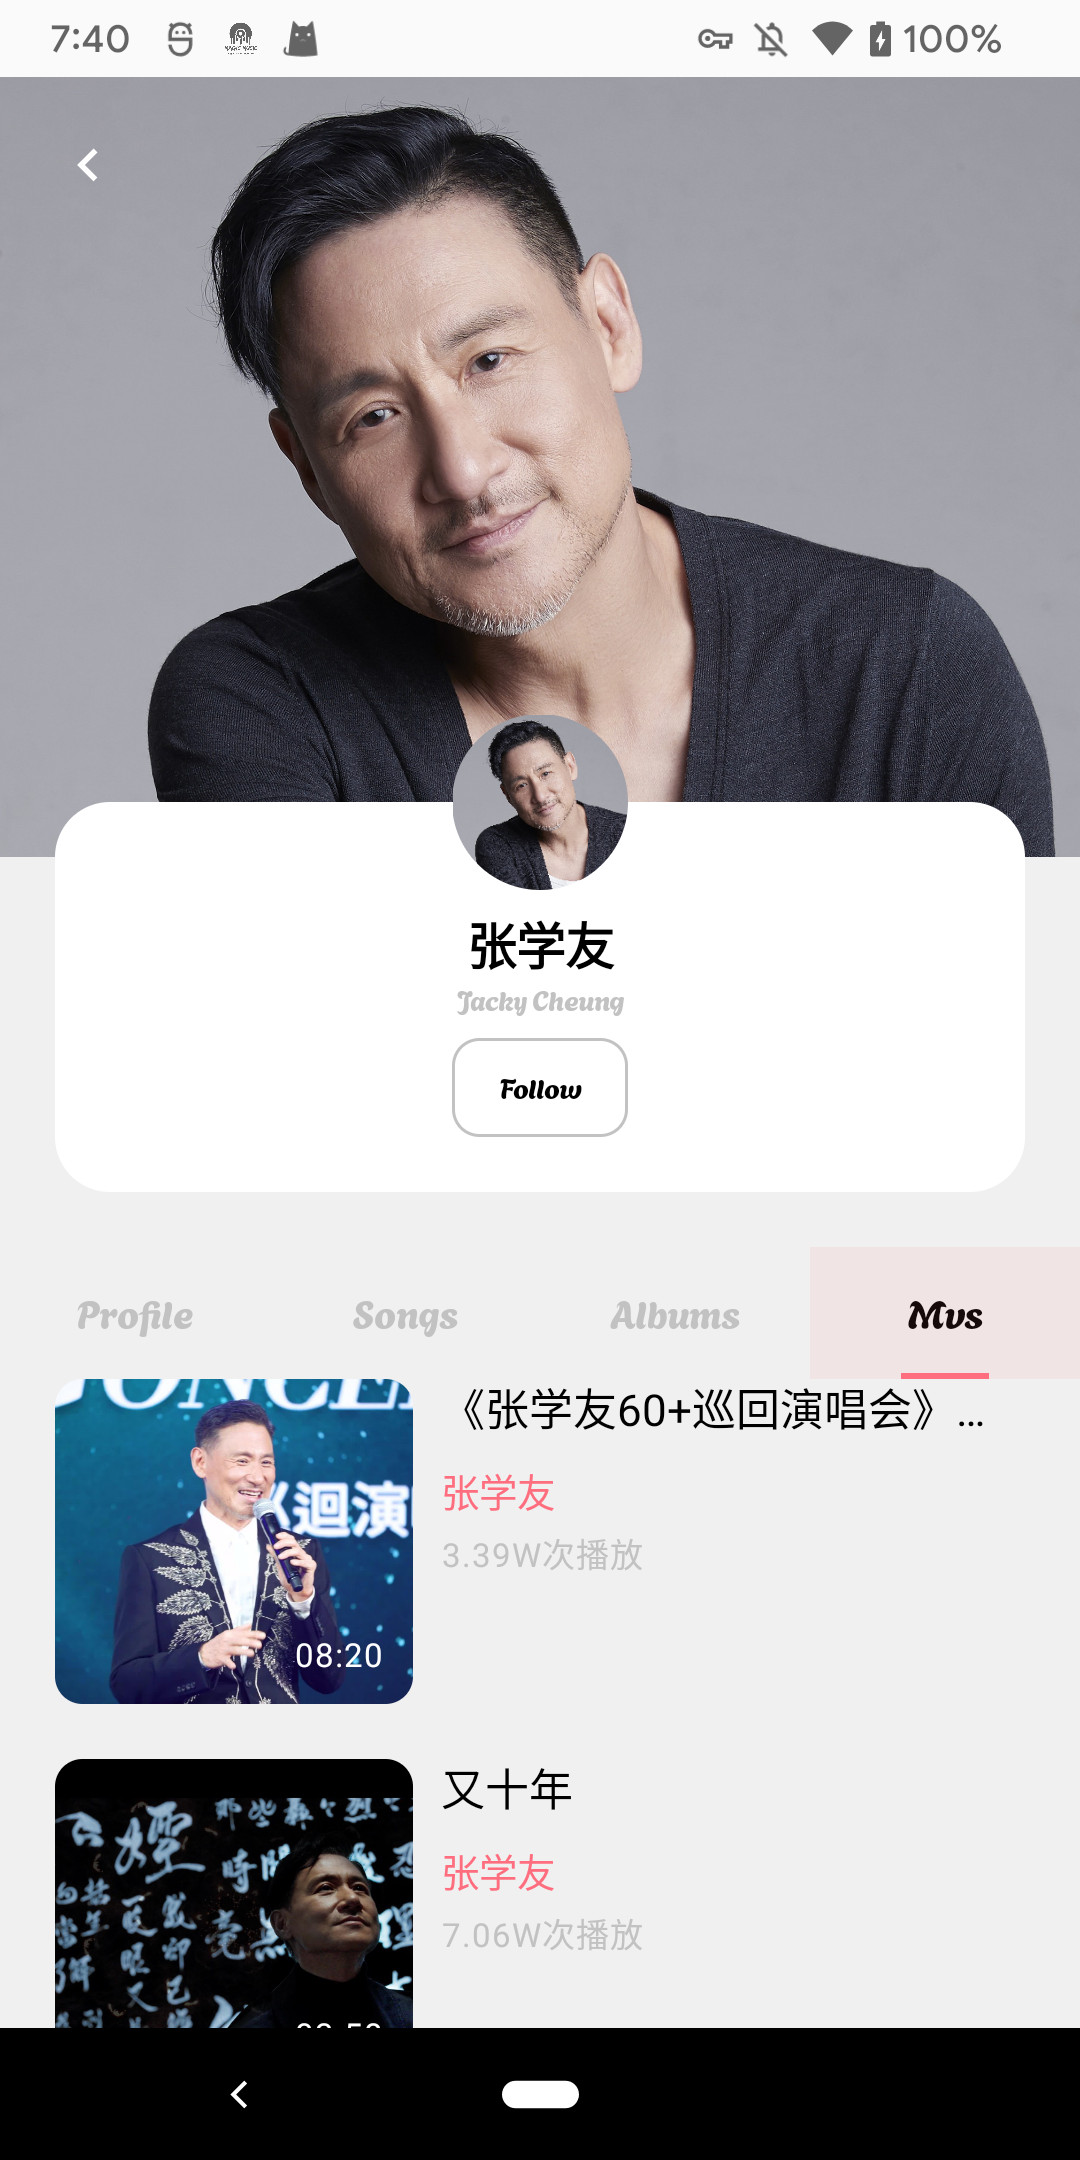 7:40
100%
张学友
Jacky Cheung
Follow
Profile
Songs
Albums
Mvs
《张学友60+巡回演唱会》...
张学友
3.39W次播放
迴演
08:20
又十年
张学友
7.06W次播放